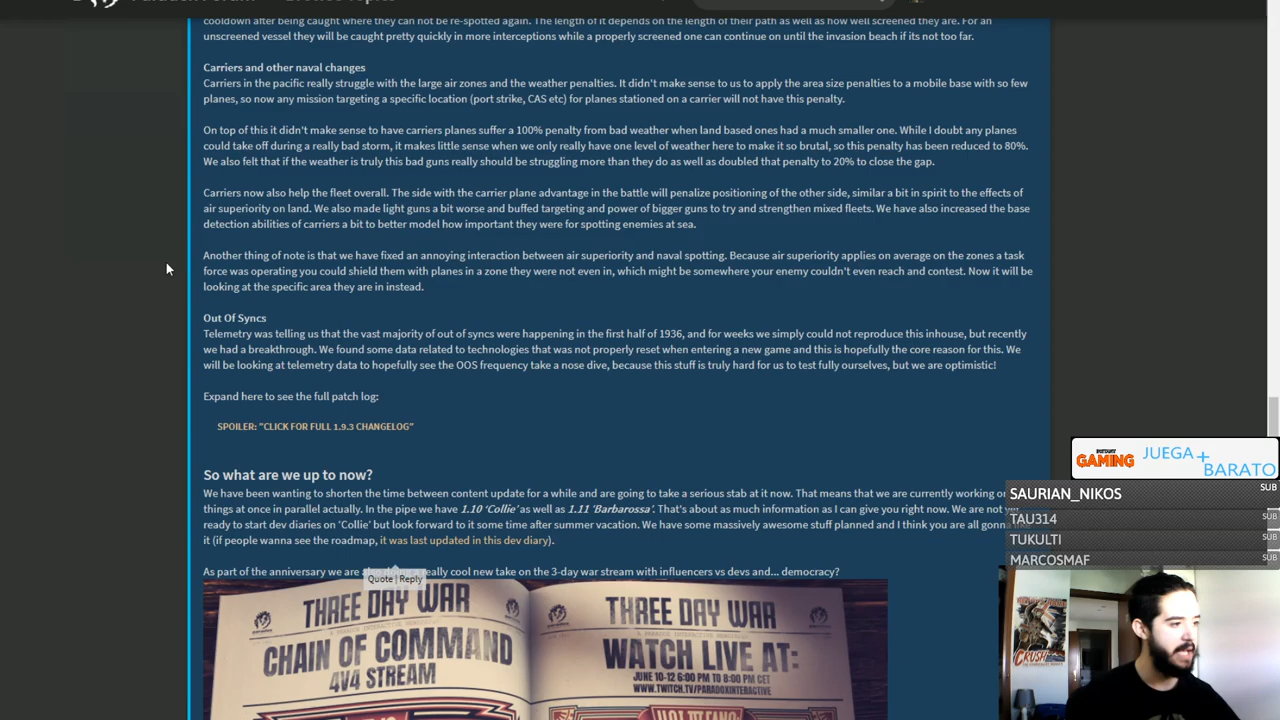 cooldown after being caught where they can not be re-spotted again. The length of it depends on the length of their path as well as how well screened they are. For an
unscreened vessel they will be caught pretty quickly in more interceptions while a properly screened one can continue on until the invasion beach if its not too far.
Carriers and other naval changes
Carriers in the pacific really struggle with the large air zones and the weather penalties. It didn't make sense to us to apply the area size penalties to a mobile base with so few
planes, so now any mission targeting a specific location (port strike, CAS etc) for planes stationed on a carrier will not have this penalty.
On top of this it didn't make sense to have carriers planes suffer a 100% penalty from bad weather when land based ones had a much smaller one. While I doubt any planes
could take off during a really bad storm, it makes little sense when we only really have one level of weather here to make it so brutal, so this penalty has been reduced to 80%.
We also felt that if the weather is truly this bad guns really should be struggling more than they do as well as doubled that penalty to 20% to close the gap.
Carriers now also help the fleet overall. The side with the carrier plane advantage in the battle will penalize positioning of the other side, similar a bit in spirit to the effects of
air superiority on land. We also made light guns a bit worse and buffed targeting and power of bigger guns to try and strengthen mixed fleets. We have also increased the base
detection abilities of carriers a bit to better model how important they were for spotting enemies at sea.
Another thing of note is that we have fixed an annoying interaction between air superiority and naval spotting. Because air superiority applies on average on the zones a task
force was operating you could shield them with planes in a zone they were not even in, which might be somewhere your enemy couldn't even reach and contest. Now it will be
looking at the specific area they are in instead.
Out Of Syncs
Telemetry was telling us that the vast majority of out of syncs were happening in the first half of 1936, and for weeks we simply could not reproduce this inhouse, but recently
we had a breakthrough. We found some data related to technologies that was not properly reset when entering a new game and this is hopefully the core reason for this. We
will be looking at telemetry data to hopefully see the OOS frequency take a nose dive, because this stuff is truly hard for us to test fully ourselves, but we are optimistic!
Expand here to see the full patch log:
SPOILER: "CLICK FOR FULL 1.9.3 CHANGELOG"
So what are we up to now?
We have been wanting to shorten the time between content update for a while and are going to take a serious stab at it now. That means that we are currently working on
things at once in parallel actually. In the pipe we have 1.10 'Collie' as well as 1.11 'Barbarossa'. That's about as much information as I can give you right now. We are not
ready to start dev diaries on 'Collie' but look forward to it some time after summer vacation. We have some massively awesome stuff planned and I think you are all
it (if people wanna see the roadmap, it was last updated in this dev diary).
As part of the anniversary we are also doing a really cool new take on the 3-day war stream with influencers vs devs and... democracy?
Quote | Reply
THREE DAY WAR
CHAIN OF COMMAND
4V4 STREAM
THREE DAY WAR
WATCH LIVE AT:
JUNE 10-12 6:00 PM TO 8:00 PM CET
WWW.TWITCH.TV/PARADOXINTERACTIVE
INSTANT GAMING
JUEGA+
BARATO
SAURIAN_NIKOS SUB
TAU314 SUB
TUKULTI SUB
MARCOSMAF SUB
CRUSH